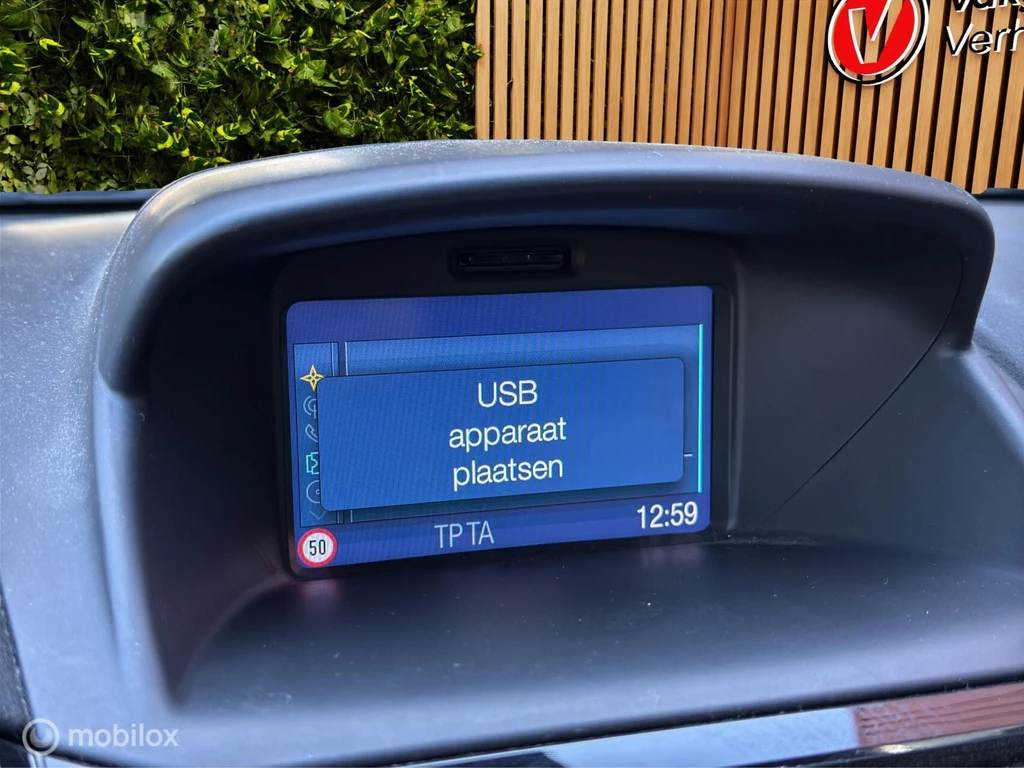 V
USB
apparaat
plaatsen
12:59
TP TA
50
mobilox